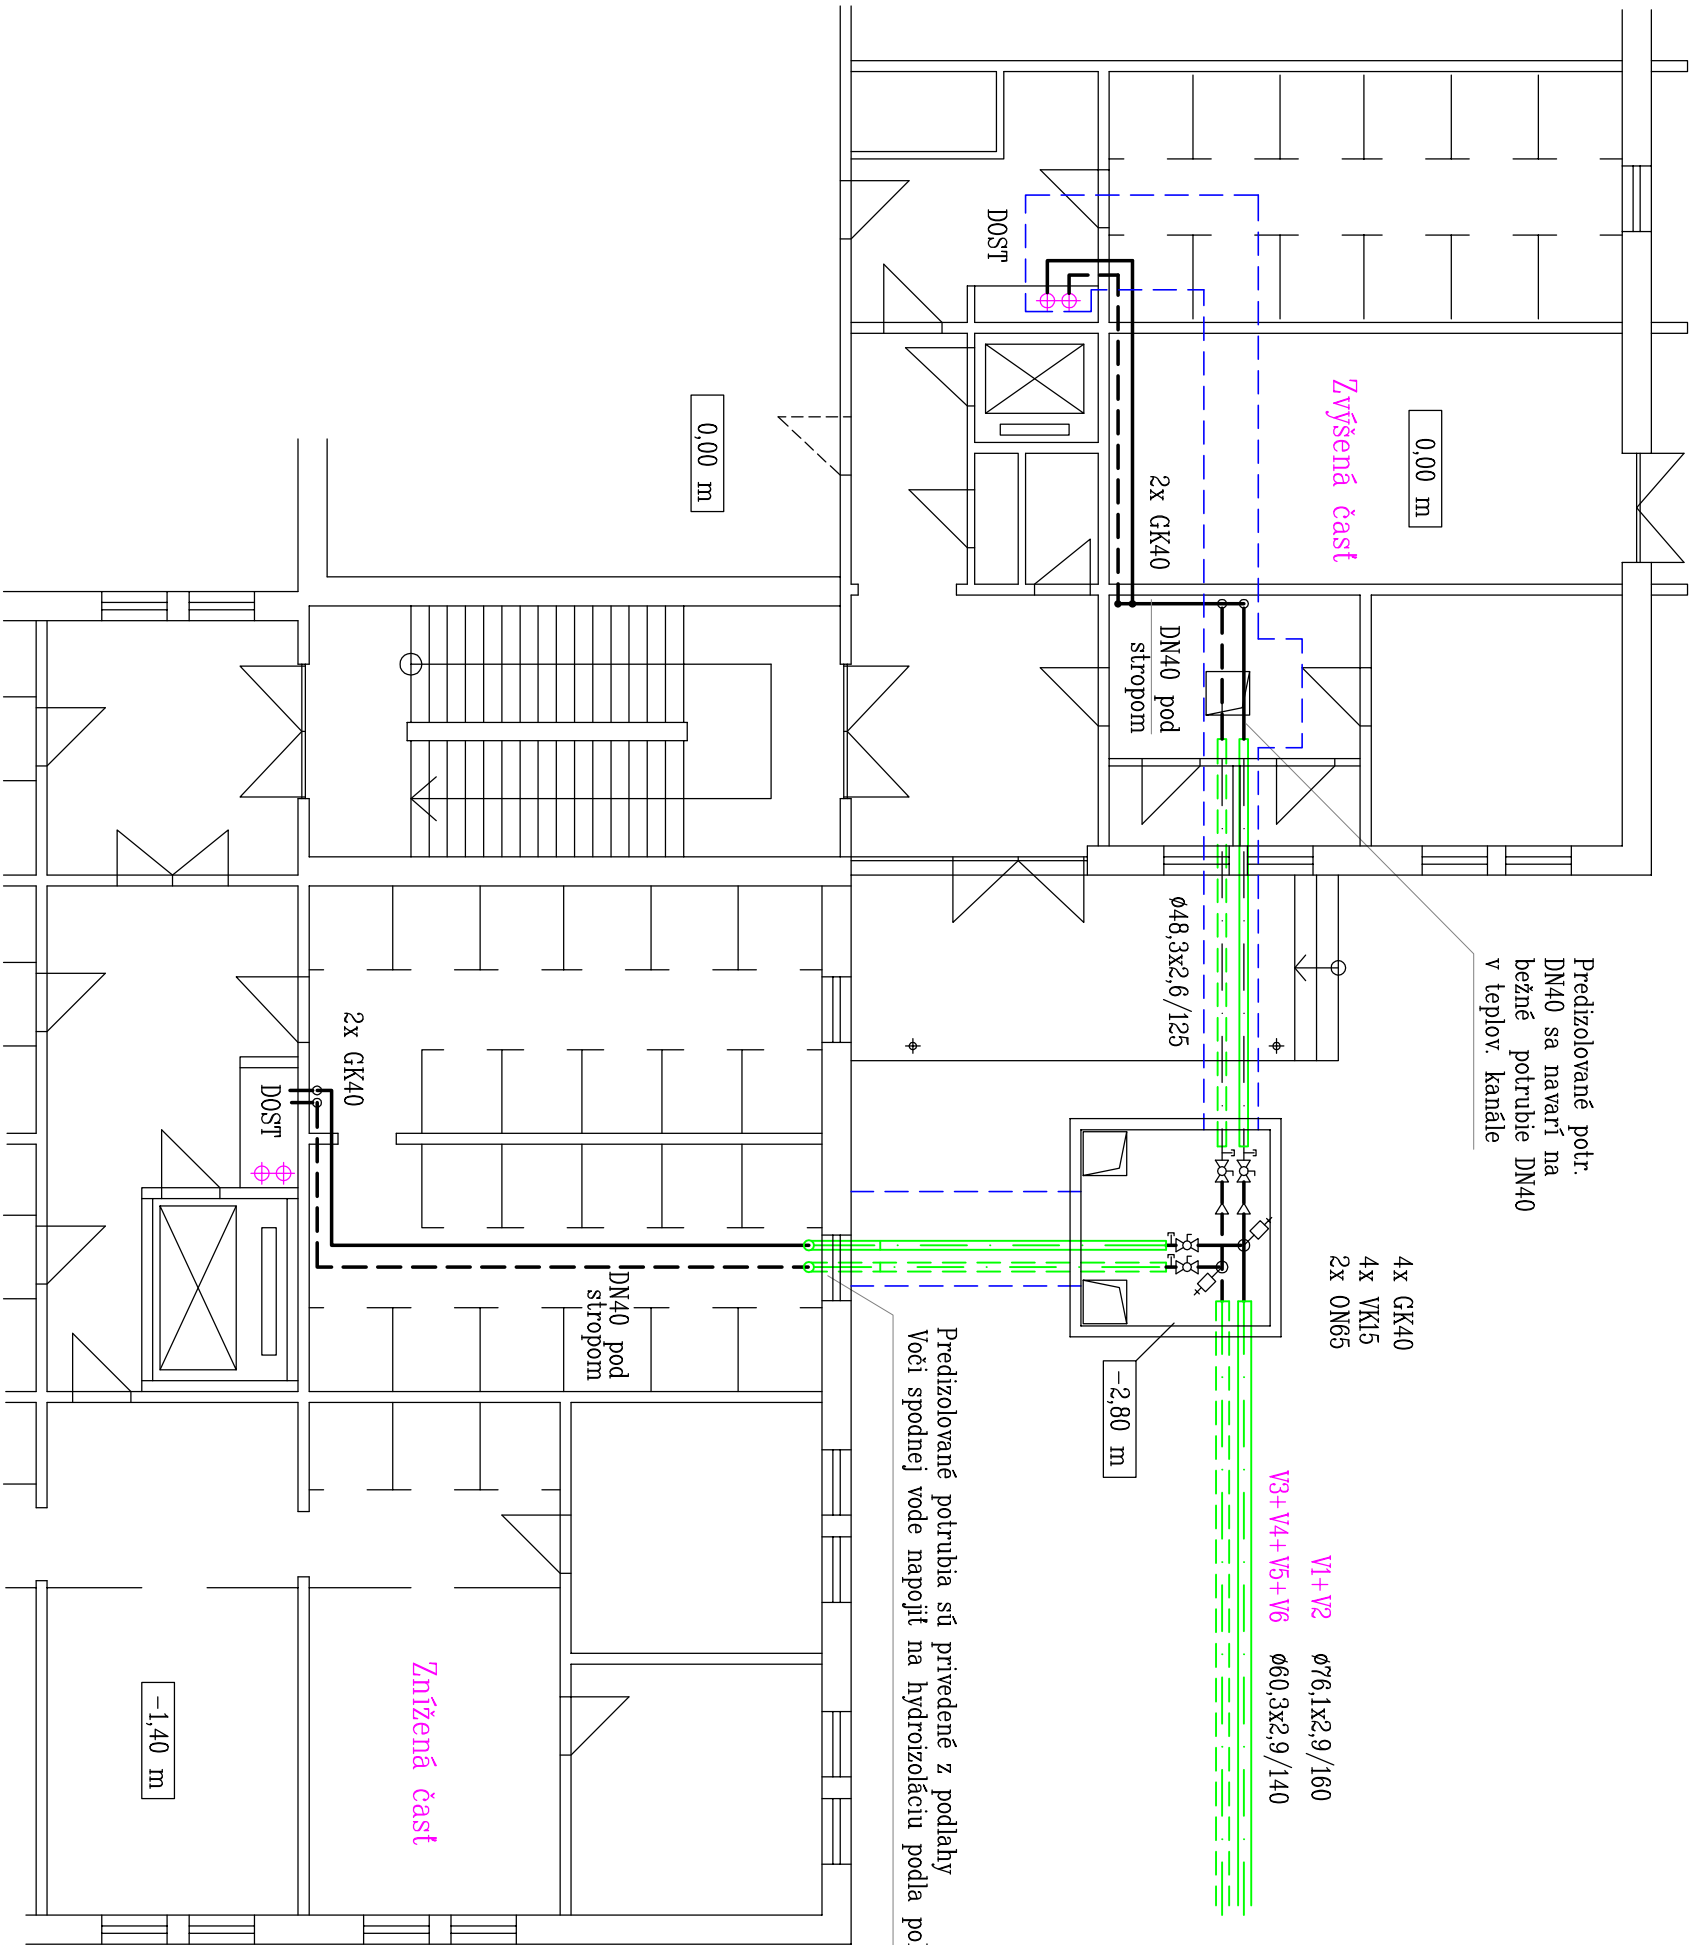 Predizolované potr.
DN40 sa navarí na
bežné potrubie DN40
v teplov. kanále
0,00 m
Zvýšená časť
2x GK40
DN40 pod
stropom
DOST
0,00 m
ø48,3x2,6/125
4x GK40
4x VK15
2x ON65
-2,80 m
V1+V2 ø76,1x2,9/160
V3+V4+V5+V6 ø60,3x2,9/140
Predizolované potrubia sú privedené z podlahy
Voči spodnej vode napojiť na hydroizoláciu podla
2x GK40
DOST
DN40 pod
stropom
Znížená časť
-1,40 m